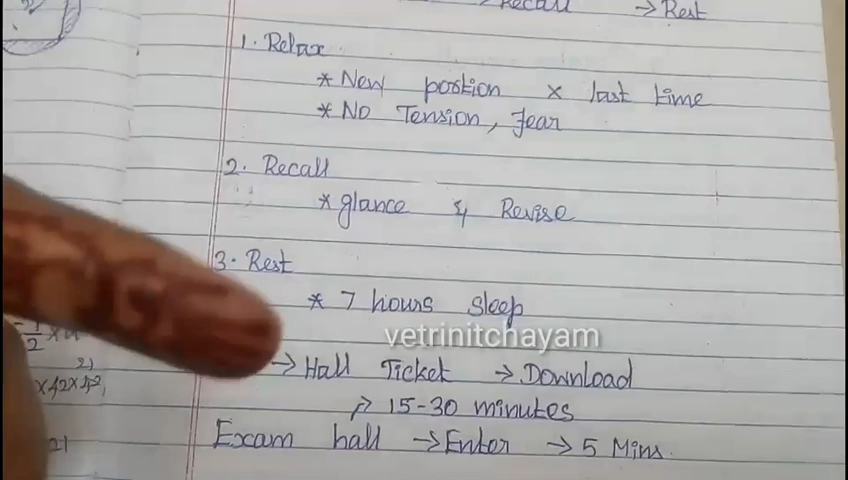 → Recall → Rest
1. Relax
* New portion × last time
* No Tension, Fear
2. Recall
* glance & Revise
3. Rest
* 7 hours sleep
vetrinitchayam
→ Hall Ticket → Download
→ 15-30 minutes
Exam hall → Enter → 5 Mins.